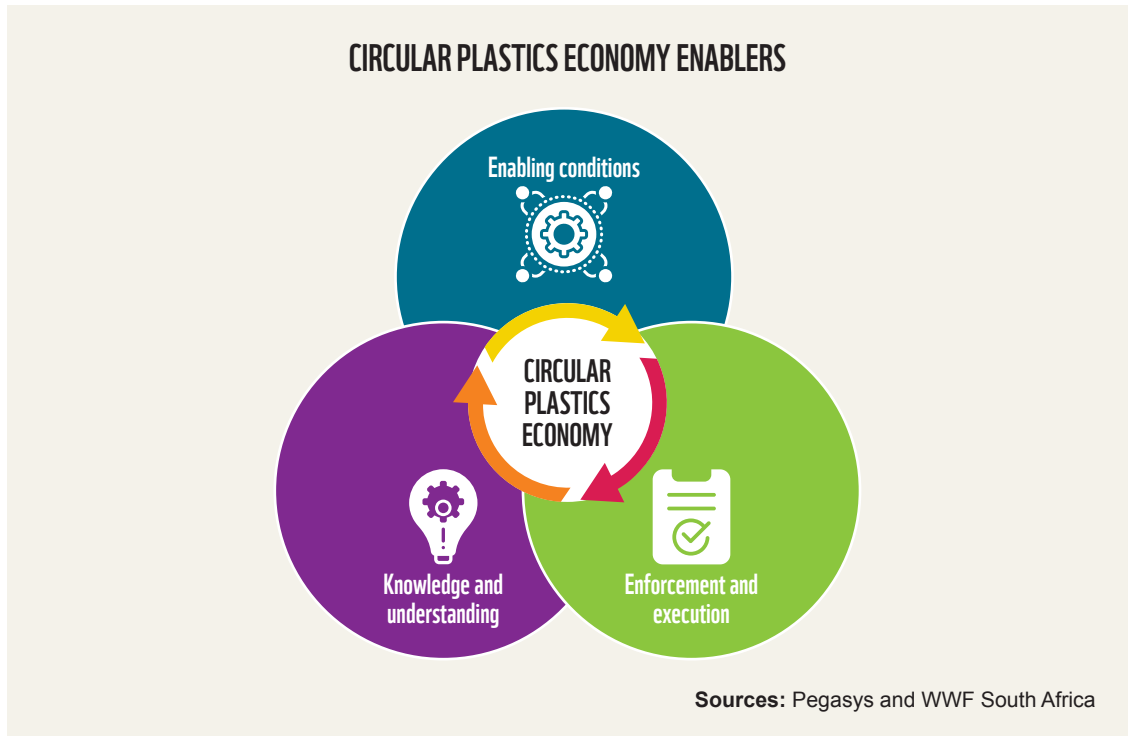 CIRCULAR PLASTICS ECONOMY ENABLERS
Enabling conditions
CIRCULAR
PLASTICS
ECONOMY
Knowledge and
understanding
Enforcement and
execution
Sources: Pegasys and WWF South Africa